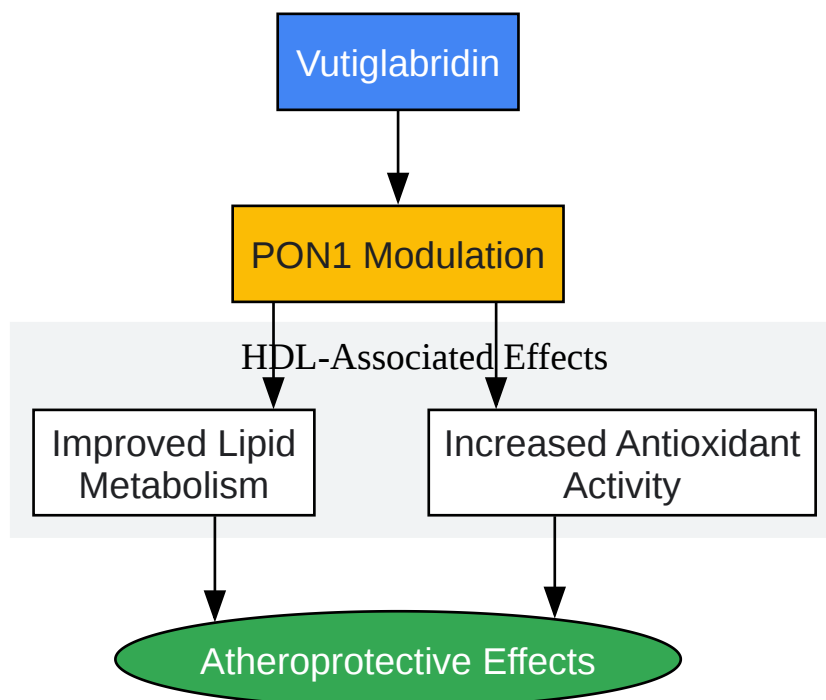 Vutiglabridin
PON1 Modulation
HDL-Associated Effects
Improved Lipid
Metabolism
Increased Antioxidant
Activity
Atheroprotective Effects